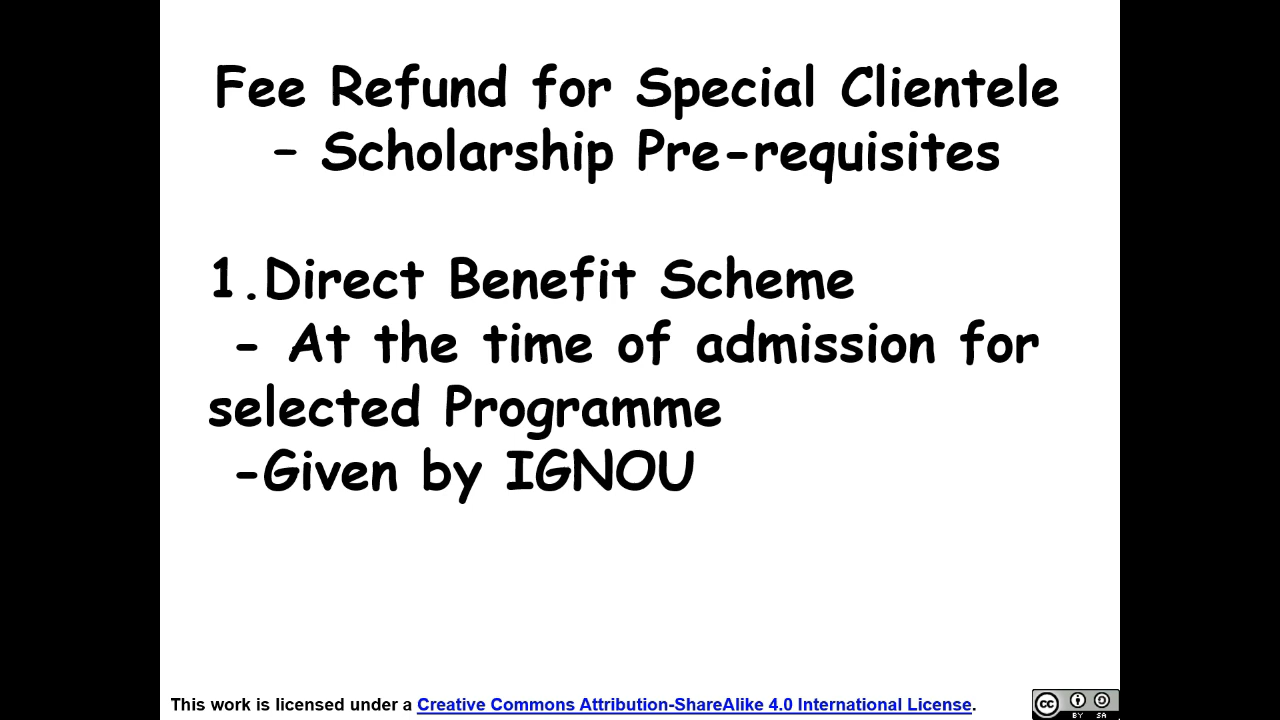 Fee Refund for Special Clientele
– Scholarship Pre-requisites
1.Direct Benefit Scheme
- At the time of admission for
selected Programme
-Given by IGNOU
This work is licensed under a Creative Commons Attribution-ShareAlike 4.0 International License.
cc
BY SA